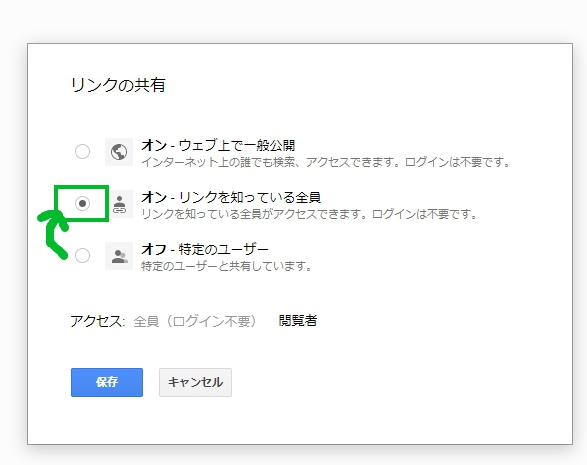 リンクの共有
オン - ウェブ上で一般公開
インターネット上の誰でも検索、アクセスできます。ログインは不要です。
オン - リンクを知っている全員
リンクを知っている全員がアクセスできます。ログインは不要です。
オフ - 特定のユーザー
特定のユーザーと共有しています。
アクセス: 全員（ログイン不要） 閲覧者
保存 キャンセル